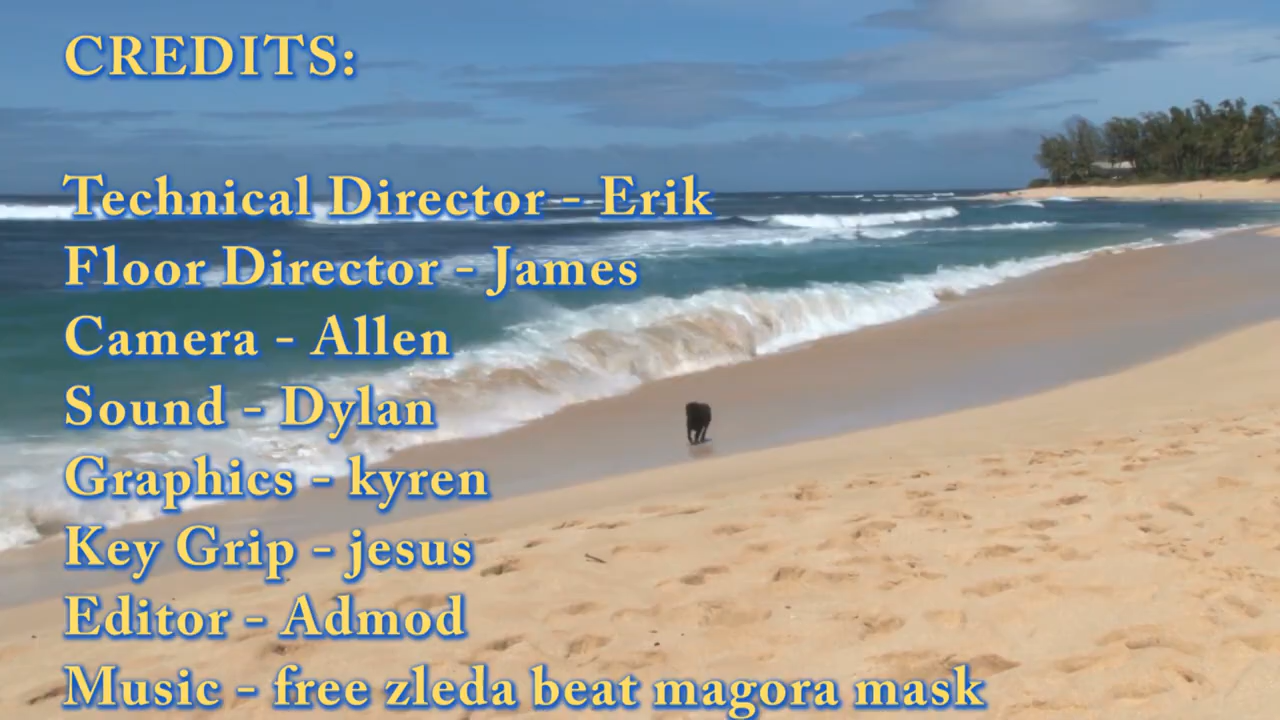 CREDITS:
Technical Director - Erik
Floor Director - James
Camera - Allen
Sound - Dylan
Graphics - kyren
Key Grip - jesus
Editor - Admod
Music - free zleda beat magora mask